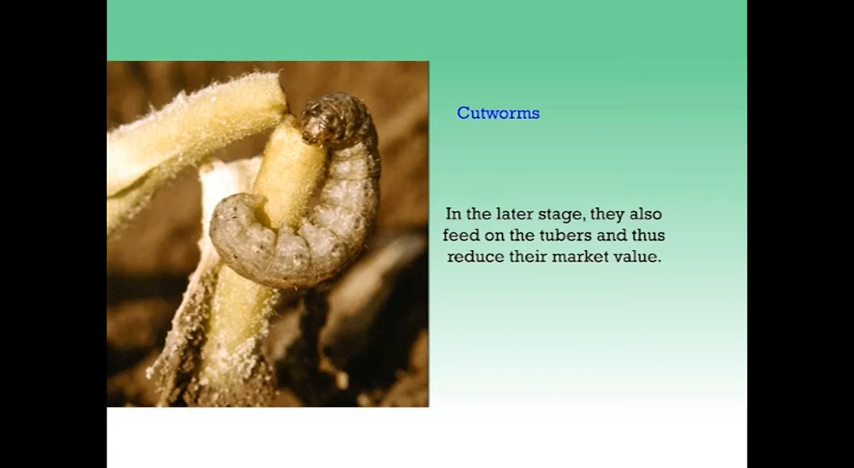 Cutworms
In the later stage, they also
feed on the tubers and thus
reduce their market value.